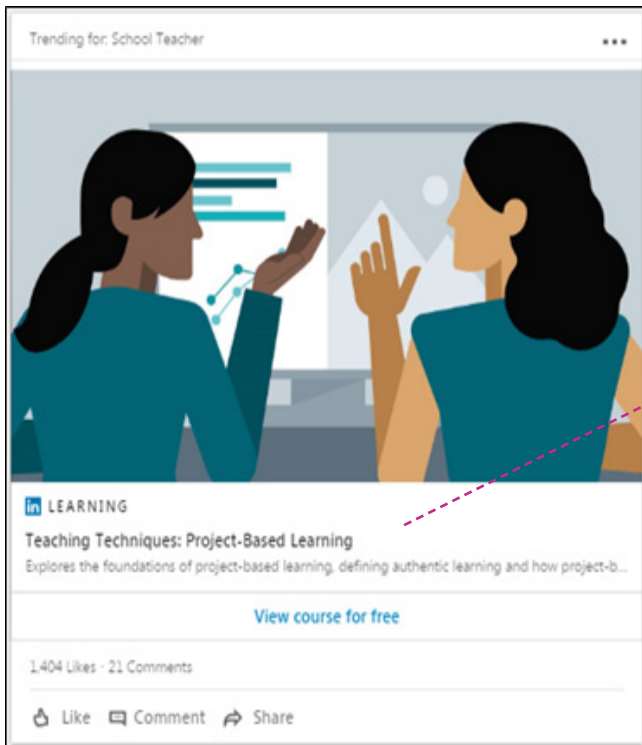 Trending for: School Teacher
in LEARNING
Teaching Techniques: Project-Based Learning
Explores the foundations of project-based learning, defining authentic learning and how project-b...
View course for free
1,404 Likes · 21 Comments
Like Comment Share